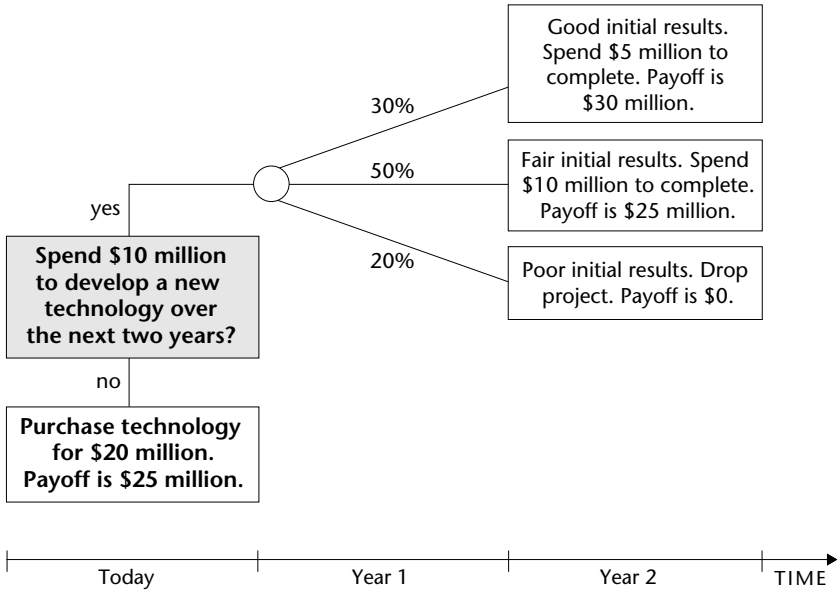 Good initial results.
Spend $5 million to
complete. Payoff is
$30 million.
30%
Fair initial results. Spend
$10 million to complete.
Payoff is $25 million.
50%
yes
20%
Poor initial results. Drop
project. Payoff is $0.
Spend $10 million
to develop a new
technology over
the next two years?
no
Purchase technology
for $20 million.
Payoff is $25 million.
Today
Year 1
Year 2
TIME